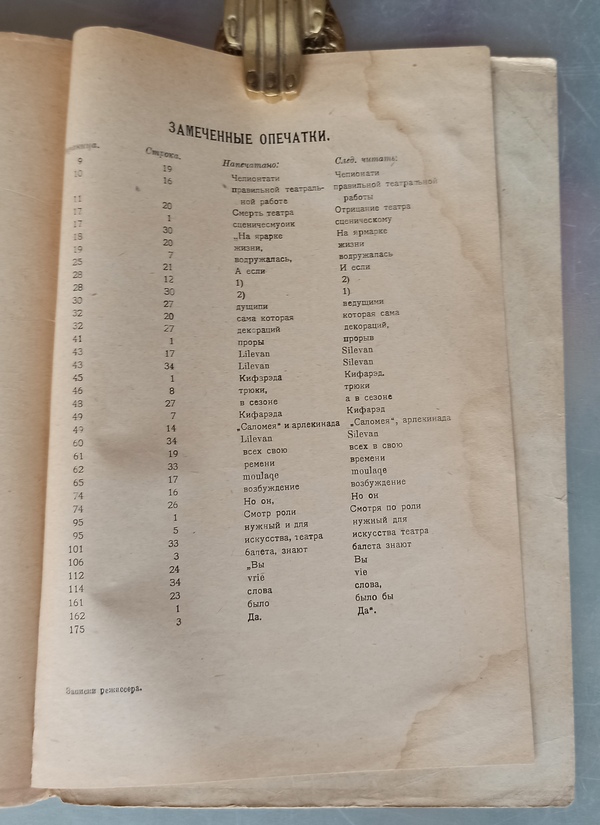 ЗАМЕЧЕННЫЕ ОПЕЧАТКИ.
Строка. Напечатано: След. читать:
9 19 Чепионтати Чепионати
10 16 правильной театраль- правильной театральной
ной работе работы
11 20 Смерть театра Отрицание театра
17 1 сценичесмуоик сценическому
17 30 „На ярарке На ярмарке
18 20 жизни, жизни
19 7 водружалась, водружалась
25 21 А если И если
28 12 1) 2)
28 30 2) 1)
30 27 дущипи ведущими
32 20 сама которая которая сама
32 27 декораций декораций,
41 1 проры прорыв
43 17 Lilevan Silevan
43 34 Lilevan Silevan
45 1 Кифзрэда Кифарэд.
46 8 трюки, трюки
48 27 в сезоне а в сезоне
49 7 Кифарэда Кифарэд
49 14 „Саломея" и арлекинада „Саломея", арлекинада
60 34 Lilevan Silevan
61 19 всех свою всех в свою
62 33 ремени времени
65 17 moulaqe moulaqe
74 16 возбуждение возбуждение
74 26 Но он, Но он
95 1 Смотр роли Смотря по роли
95 5 нужный и для нужный для
101 33 искусства, театра искусства театра
106 3 балета, знают балета знают
112 24 „Вы Вы
114 34 vrié vie
161 23 слова слова,
162 1 было было бы
175 3 Да. Да".
Записки режиссера.